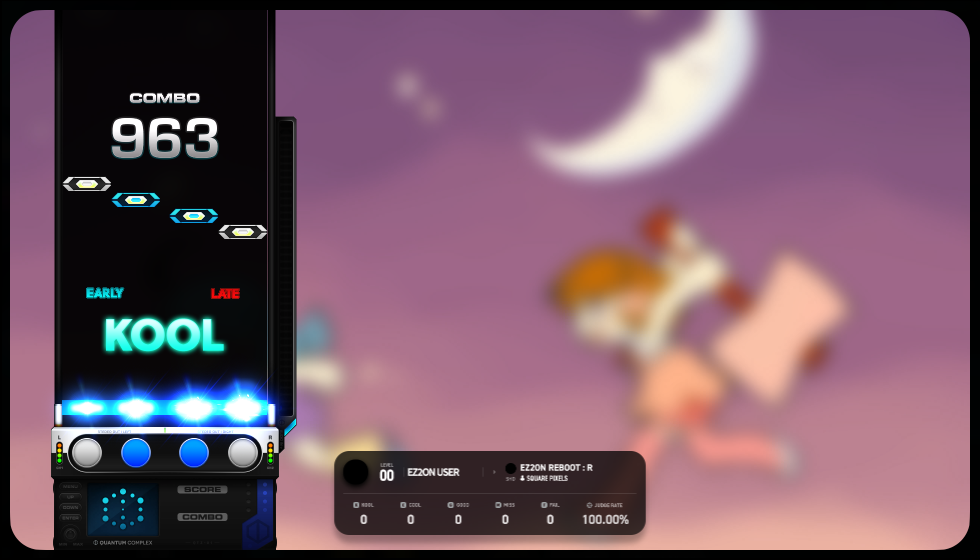 COMBO
963
EARLY LATE
KOOL
L R
SCORE
COMBO
QUANTUM COMPLEX
LEVEL
00 EZ2ON USER
EZ2ON REBOOT : R
SQUARE PIXELS
KOOL COOL GOOD MISS FAIL JUDGE RATE
0 0 0 0 0 100.00%